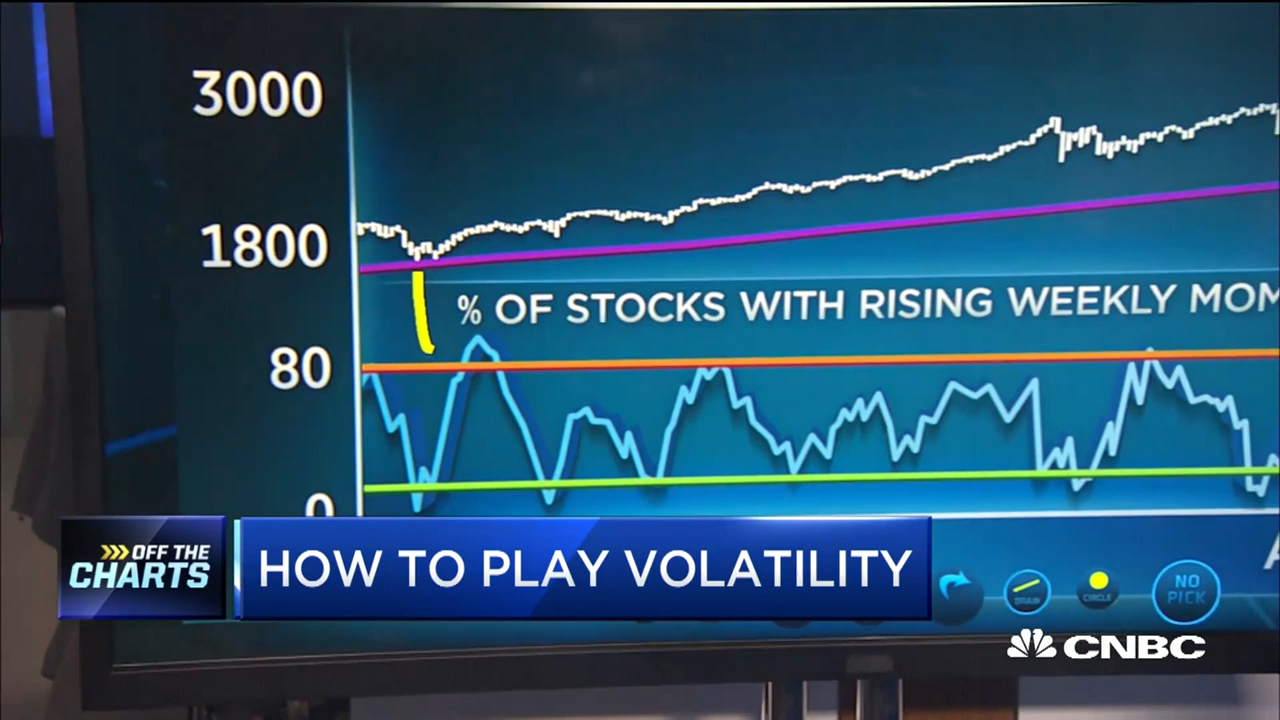 3000
1800
% OF STOCKS WITH RISING WEEKLY MOM
80
0
OFF THE
CHARTS
HOW TO PLAY VOLATILITY
CIRCLE
NO
PICK
CNBC